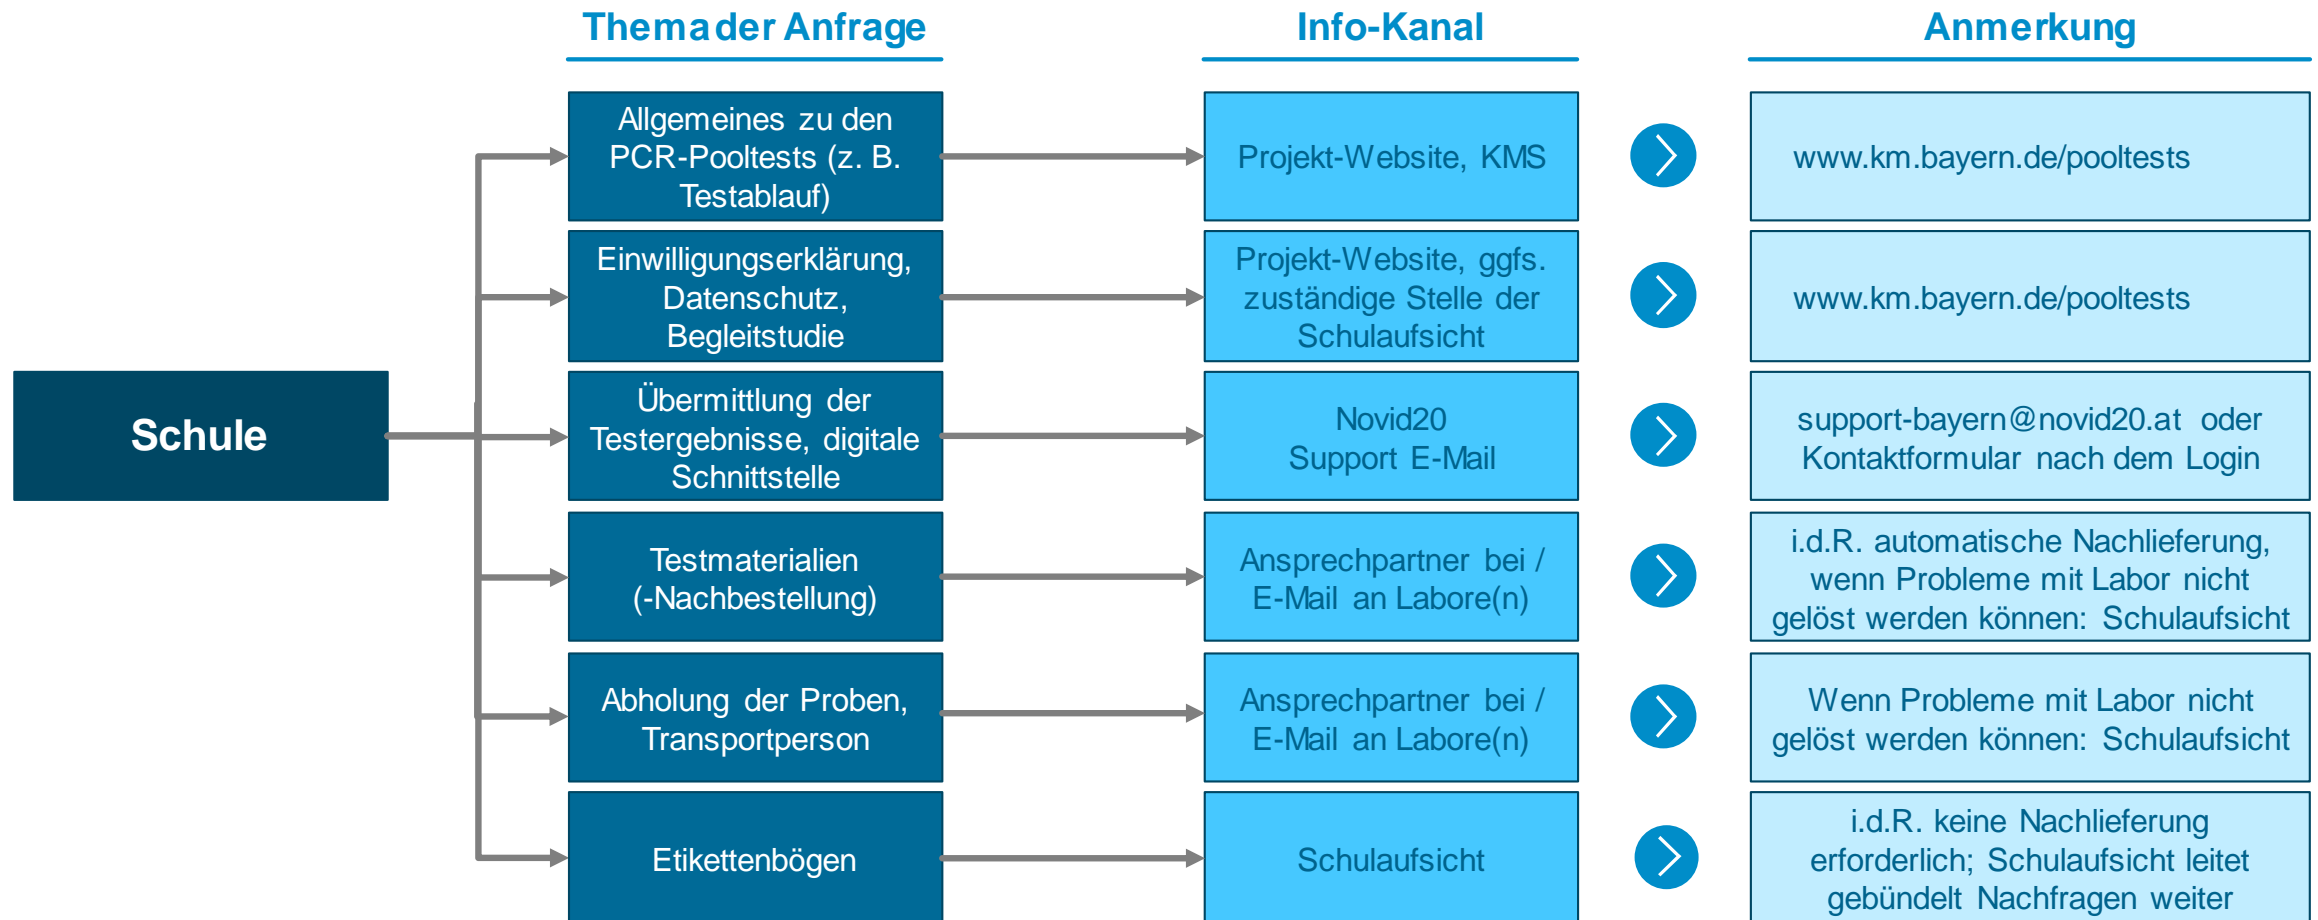 Thema der Anfrage
Info-Kanal
Anmerkung
Schule
Allgemeines zu den
PCR-Pooltests (z. B.
Testablauf)
Projekt-Website, KMS
www.km.bayern.de/pooltests
Einwilligungserklärung,
Datenschutz,
Begleitstudie
Projekt-Website, ggfs.
zuständige Stelle der
Schulaufsicht
www.km.bayern.de/pooltests
Übermittlung der
Testergebnisse, digitale
Schnittstelle
Novid20
Support E-Mail
support-bayern@novid20.at oder
Kontaktformular nach dem Login
Testmaterialien
(-Nachbestellung)
Ansprechpartner bei /
E-Mail an Labore(n)
i.d.R. automatische Nachlieferung,
wenn Probleme mit Labor nicht
gelöst werden können: Schulaufsicht
Abholung der Proben,
Transportperson
Ansprechpartner bei /
E-Mail an Labore(n)
Wenn Probleme mit Labor nicht
gelöst werden können: Schulaufsicht
Etikettenbögen
Schulaufsicht
i.d.R. keine Nachlieferung
erforderlich; Schulaufsicht leitet
gebündelt Nachfragen weiter